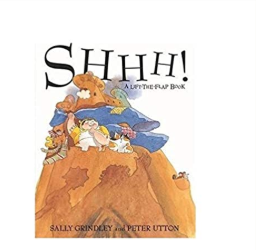 SHHH!
A LIFT-THE-FLAP BOOK
SALLY GRINDLEY AND PETER UTTON